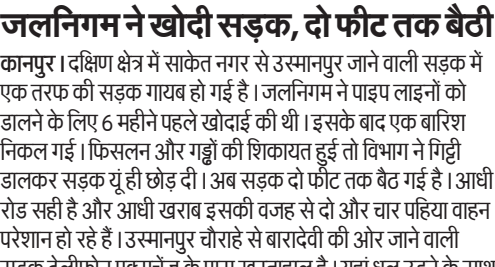 जलनिगम ने खोदी सड़क, दो फीट तक बैठी
कानपुर । दक्षिण क्षेत्र में साकेत नगर से उस्मानपुर जाने वाली सड़क में
एक तरफ की सड़क गायब हो गई है । जलनिगम ने पाइप लाइनों को
डालने के लिए 6 महीने पहले खोदाई की थी । इसके बाद एक बारिश
निकल गई । फिसलन और गड्ढों की शिकायत हुई तो विभाग ने गिट्टी
डालकर सड़क यूं ही छोड़ दी । अब सड़क दो फीट तक बैठ गई है । आधी
रोड सही है और आधी खराब इसकी वजह से दो और चार पहिया वाहन
परेशान हो रहे हैं । उस्मानपुर चौराहे से बारादेवी की ओर जाने वाली